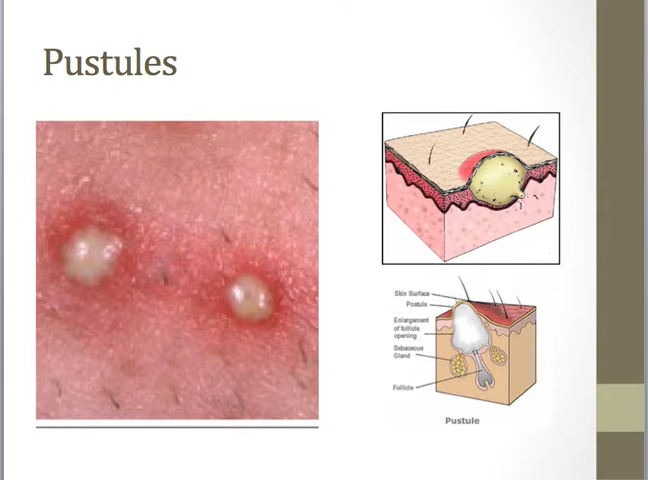 Pustules
Skin Surface
Pustule
Enlargement
of follicle
opening
Sebaceous
Gland
Follicle
Pustule